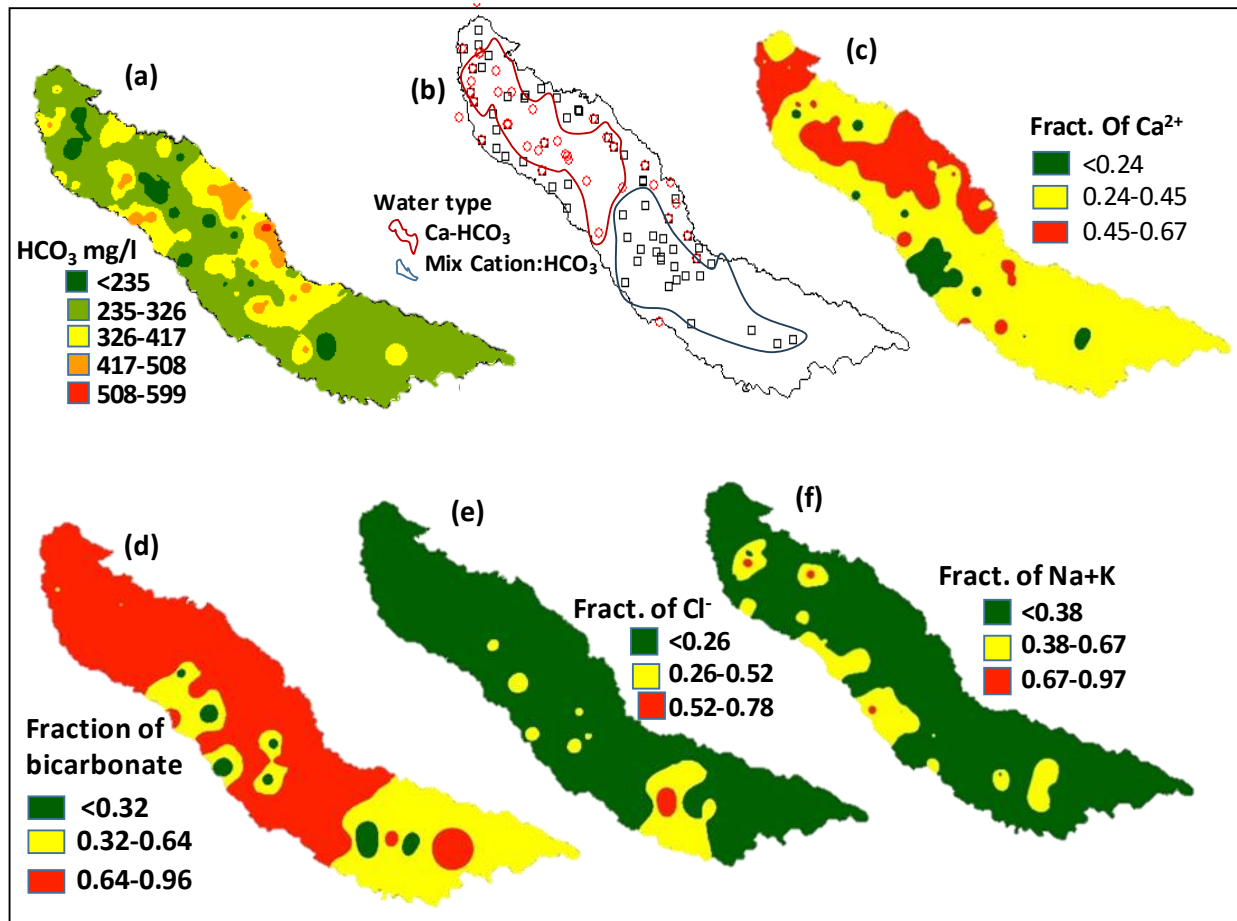 (a)
HCO₃ mg/l
<235
235-326
326-417
417-508
508-599
(b)
Water type
Ca-HCO₃
Mix Cation:HCO₃
(c)
Fract. Of Ca²⁺
<0.24
0.24-0.45
0.45-0.67
(d)
Fraction of
bicarbonate
<0.32
0.32-0.64
0.64-0.96
(e)
Fract. of Cl⁻
<0.26
0.26-0.52
0.52-0.78
(f)
Fract. of Na+K
<0.38
0.38-0.67
0.67-0.97